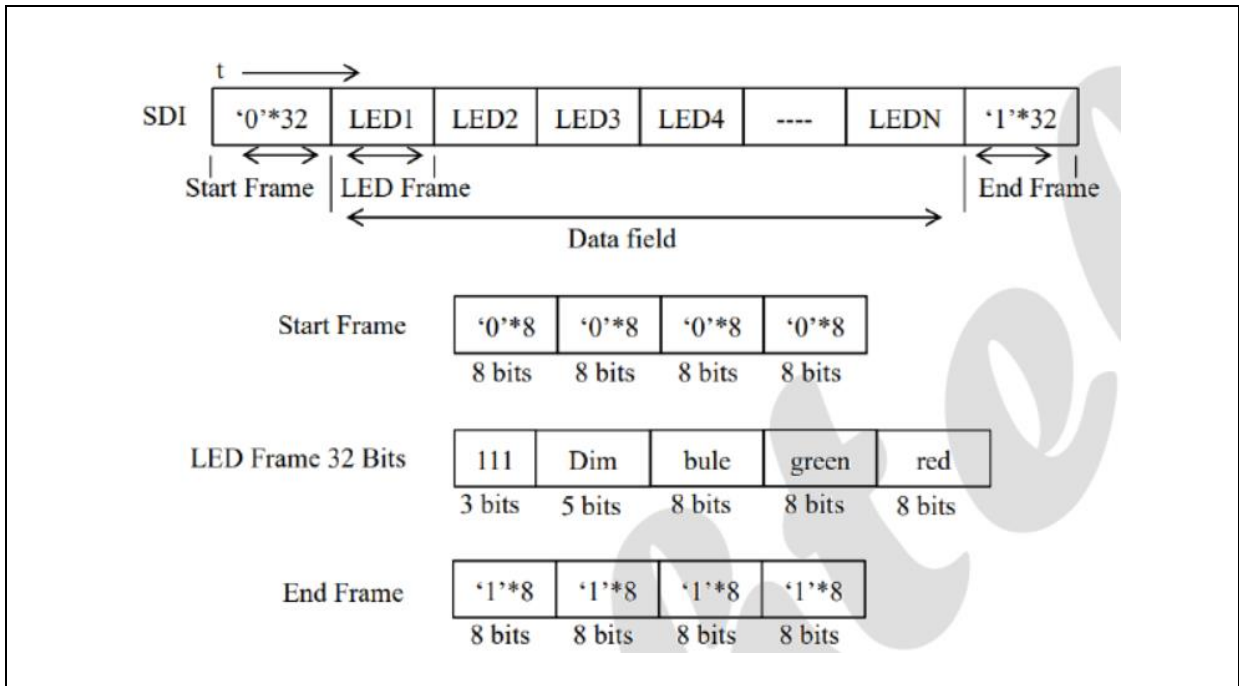 t
SDI ‘0’*32 LED1 LED2 LED3 LED4 ---- LEDN ‘1’*32
Start Frame LED Frame End Frame
Data field
Start Frame ‘0’*8 ‘0’*8 ‘0’*8 ‘0’*8
8 bits 8 bits 8 bits 8 bits
LED Frame 32 Bits 111 Dim bule green red
3 bits 5 bits 8 bits 8 bits 8 bits
End Frame ‘1’*8 ‘1’*8 ‘1’*8 ‘1’*8
8 bits 8 bits 8 bits 8 bits